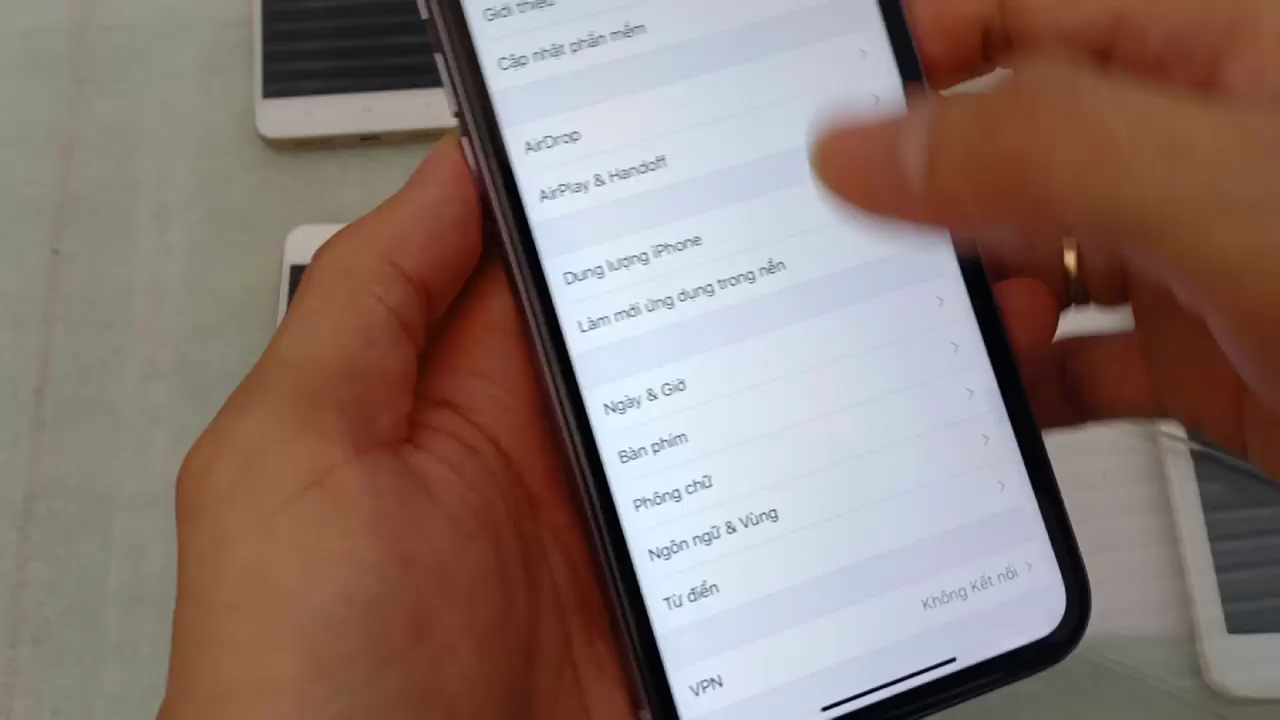 Giới thiệu
Cập nhật phần mềm
AirDrop
AirPlay & Handoff
Dung lượng iPhone
Làm mới ứng dụng trong nền
Ngày & Giờ
Bàn phím
Phông chữ
Ngôn ngữ & Vùng
Từ điển
VPN
Không Kết nối